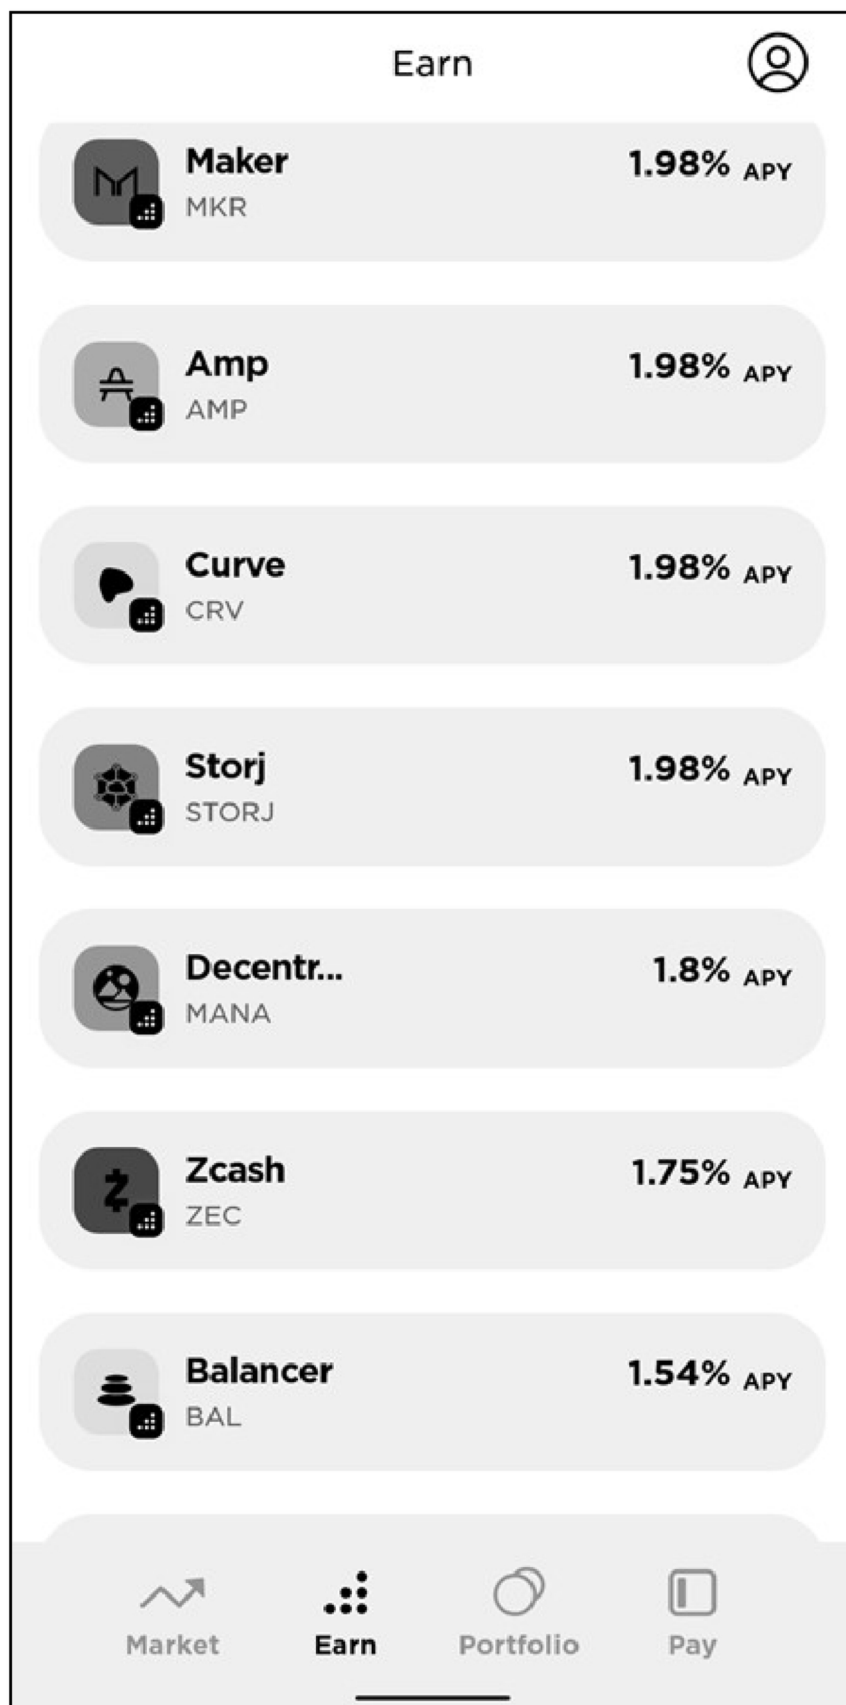 Earn
Maker 1.98% APY
MKR
Amp 1.98% APY
AMP
Curve 1.98% APY
CRV
Storj 1.98% APY
STORJ
Decentr... 1.8% APY
MANA
Zcash 1.75% APY
ZEC
Balancer 1.54% APY
BAL
Market Earn Portfolio Pay